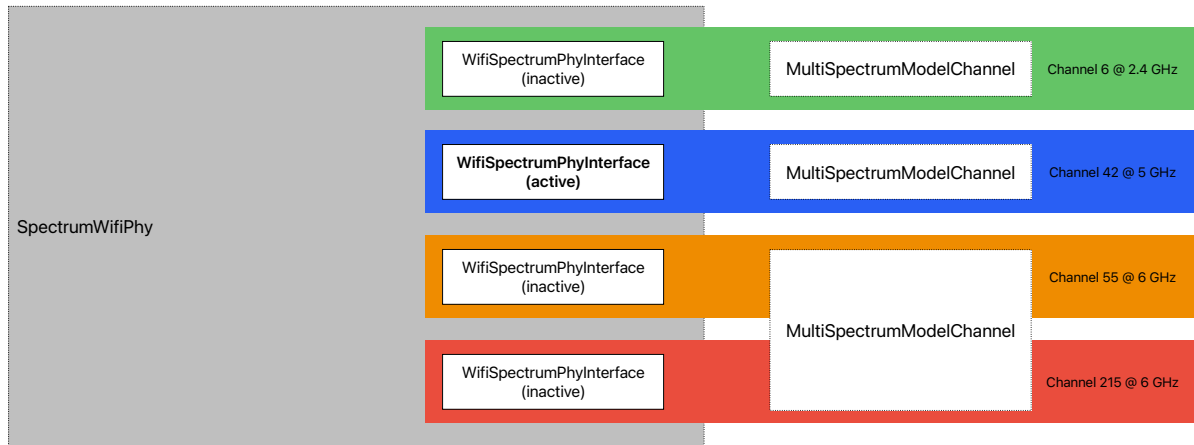 WifiSpectrumPhyInterface
(inactive)
MultiSpectrumModelChannel
Channel 6 @ 2.4 GHz
WifiSpectrumPhyInterface
(active)
MultiSpectrumModelChannel
Channel 42 @ 5 GHz
SpectrumWifiPhy
WifiSpectrumPhyInterface
(inactive)
Channel 55 @ 6 GHz
MultiSpectrumModelChannel
WifiSpectrumPhyInterface
(inactive)
Channel 215 @ 6 GHz